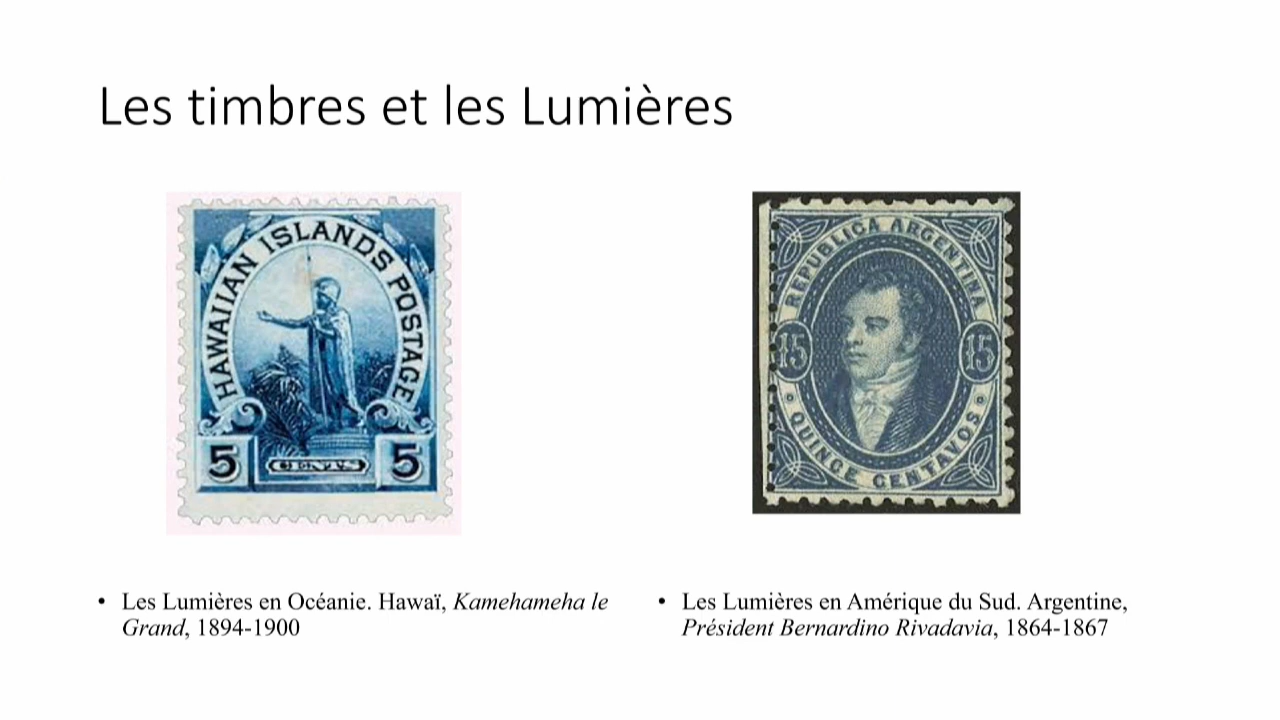 Les timbres et les Lumières
HAWAIIAN ISLANDS POSTAGE
5 CENTS 5
REPUBLICA ARGENTINA
15 15
QUINCE CENTAVOS
• Les Lumières en Océanie. Hawaï, Kamehameha le
Grand, 1894-1900
• Les Lumières en Amérique du Sud. Argentine,
Président Bernardino Rivadavia, 1864-1867